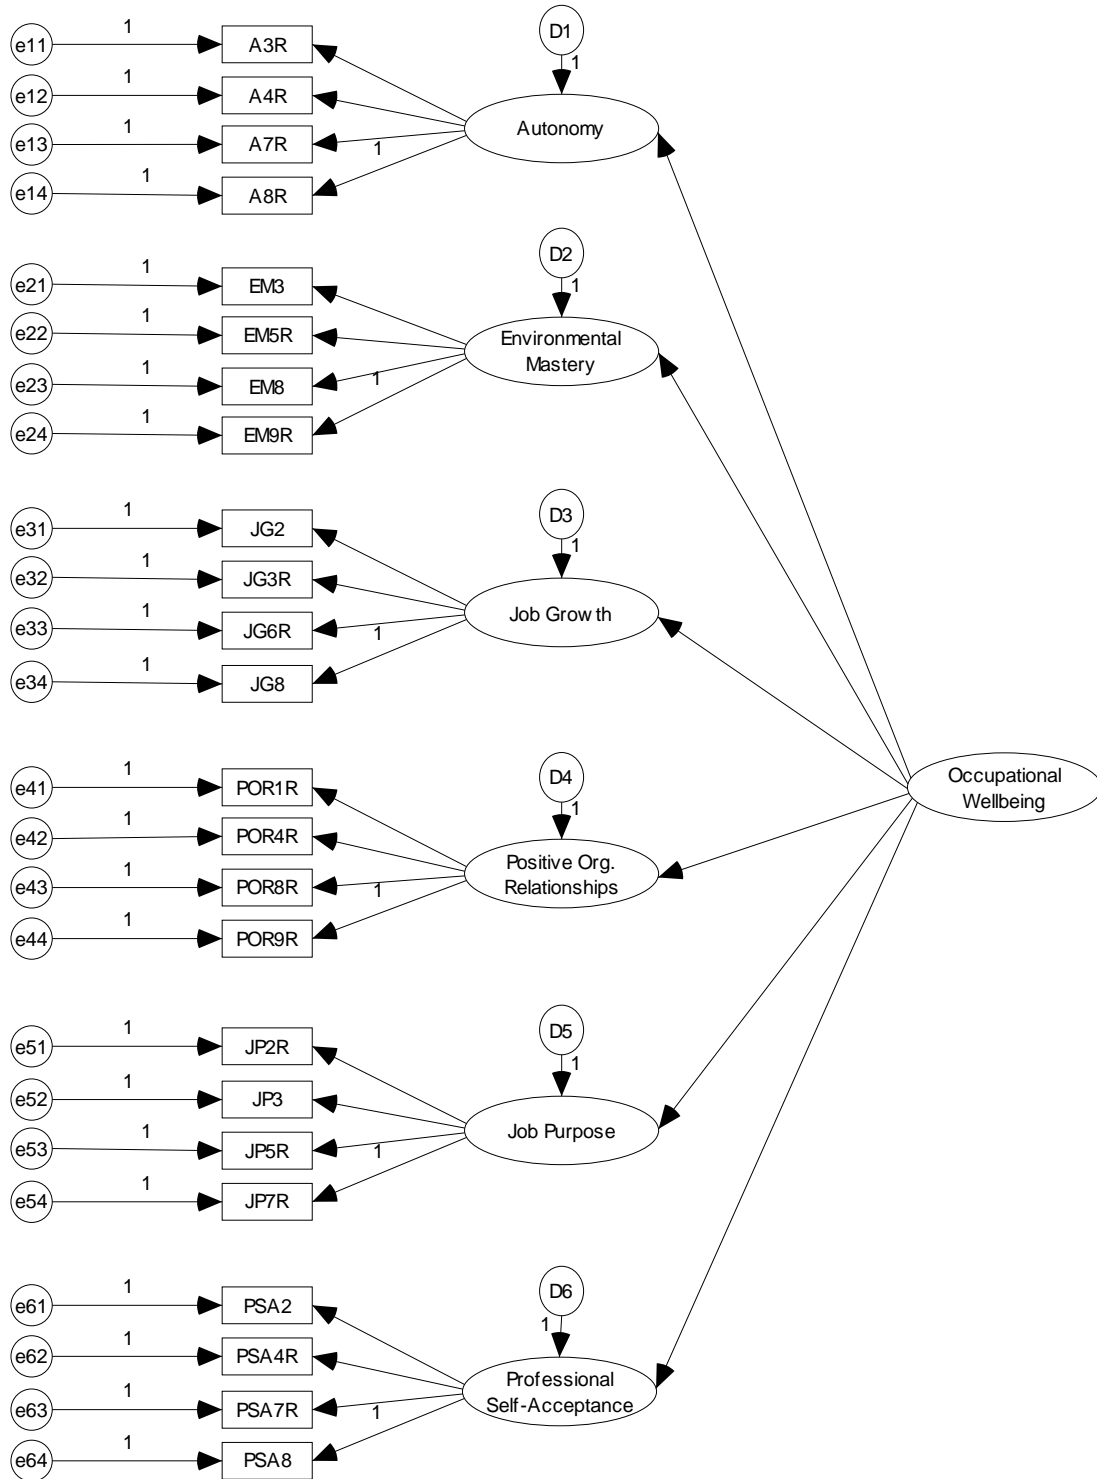 1
e11
A3R
D1
1
1
e12
A4R
Autonomy
1
e13
A7R
1
1
e14
A8R
D2
1
1
e21
EM3
1
e22
EM5R
Environmental
Mastery
1
e23
EM8
1
1
e24
EM9R
D3
1
1
e31
JG2
1
e32
JG3R
Job Growth
1
e33
JG6R
1
1
e34
JG8
Occupational
Wellbeing
D4
1
1
e41
POR1R
1
e42
POR4R
Positive Org.
Relationships
1
e43
POR8R
1
1
e44
POR9R
D5
1
1
e51
JP2R
1
e52
JP3
Job Purpose
1
e53
JP5R
1
1
e54
JP7R
D6
1
1
e61
PSA2
1
e62
PSA4R
Professional
Self-Acceptance
1
e63
PSA7R
1
1
e64
PSA8